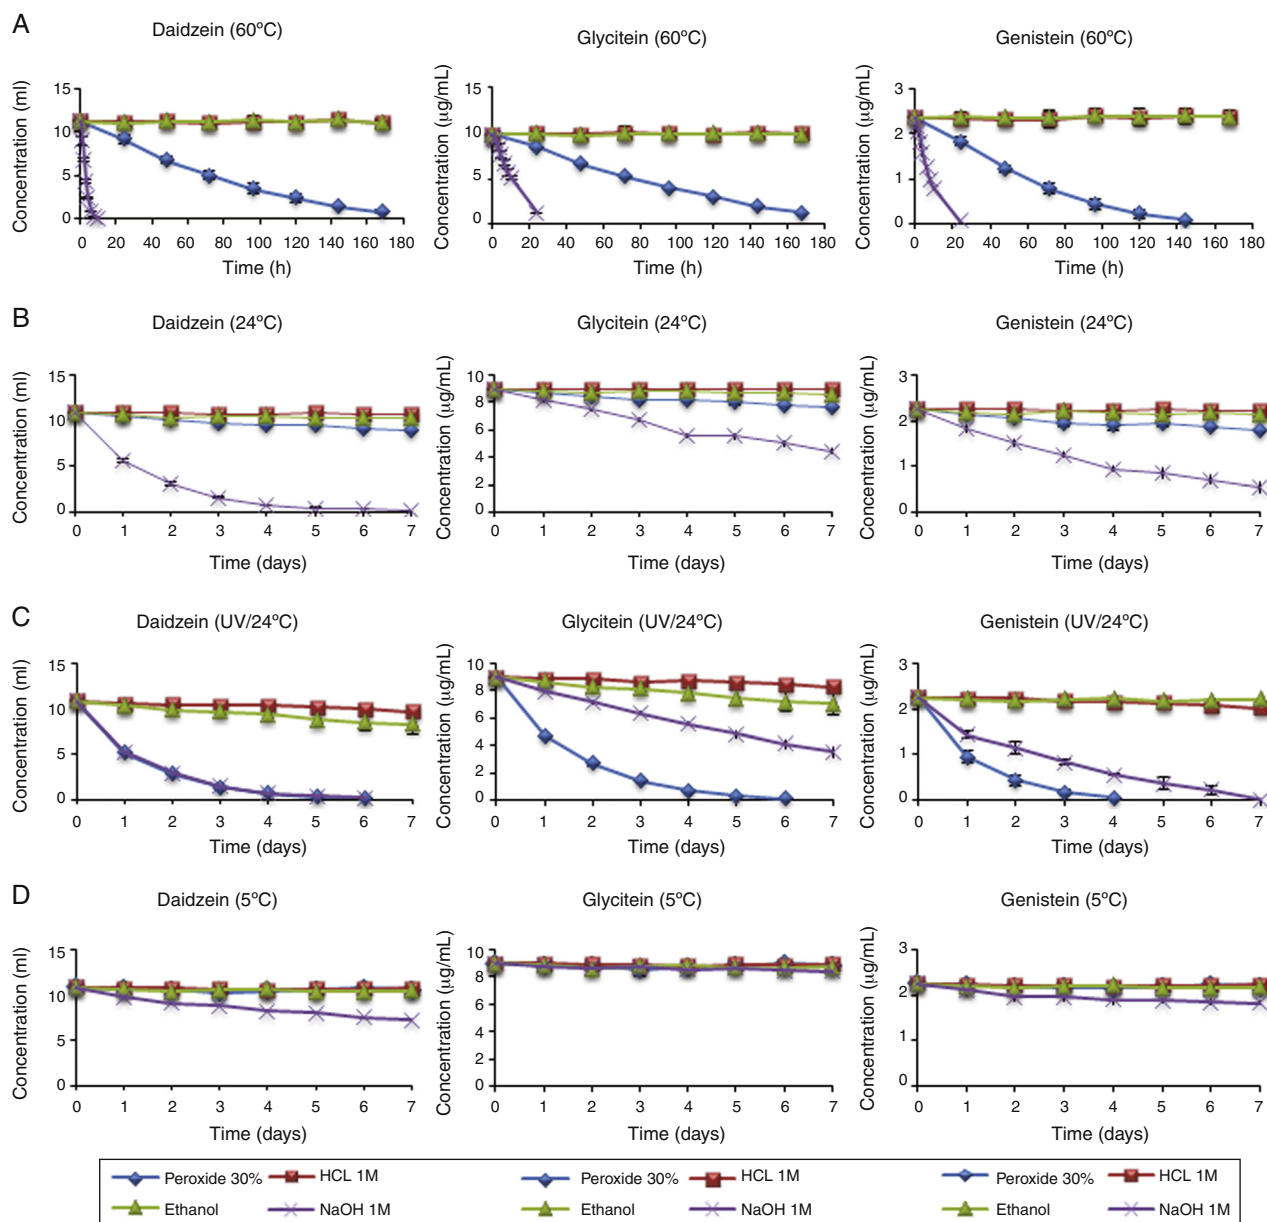 A
Daidzein (60ºC)
Glycitein (60ºC)
Genistein (60ºC)
Concentration (ml)
15
10
5
0
0 20 40 60 80 100 120 140 160 180
Time (h)
Concentration (µg/mL)
15
10
5
0
0 20 40 60 80 100 120 140 160 180
Time (h)
Concentration (µg/mL)
3
2
1
0
0 20 40 60 80 100 120 140 160 180
Time (h)
B
Daidzein (24ºC)
Glycitein (24ºC)
Genistein (24ºC)
Concentration (ml)
15
10
5
0
0 1 2 3 4 5 6 7
Time (days)
Concentration (µg/mL)
10
8
6
4
2
0
0 1 2 3 4 5 6 7
Time (days)
Concentration (µg/mL)
3
2
1
0
0 1 2 3 4 5 6 7
Time (days)
C
Daidzein (UV/24ºC)
Glycitein (UV/24ºC)
Genistein (UV/24ºC)
Concentration (ml)
15
10
5
0
0 1 2 3 4 5 6 7
Time (days)
Concentration (µg/mL)
10
8
6
4
2
0
0 1 2 3 4 5 6 7
Time (days)
Concentration (µg/mL)
3
2
1
0
0 1 2 3 4 5 6 7
Time (days)
D
Daidzein (5ºC)
Glycitein (5ºC)
Genistein (5ºC)
Concentration (ml)
15
10
5
0
0 1 2 3 4 5 6 7
Time (days)
Concentration (µg/mL)
10
8
6
4
2
0
0 1 2 3 4 5 6 7
Time (days)
Concentration (µg/mL)
3
2
1
0
0 1 2 3 4 5 6 7
Time (days)
Peroxide 30% HCL 1M Peroxide 30% HCL 1M Peroxide 30% HCL 1M
Ethanol NaOH 1M Ethanol NaOH 1M Ethanol NaOH 1M